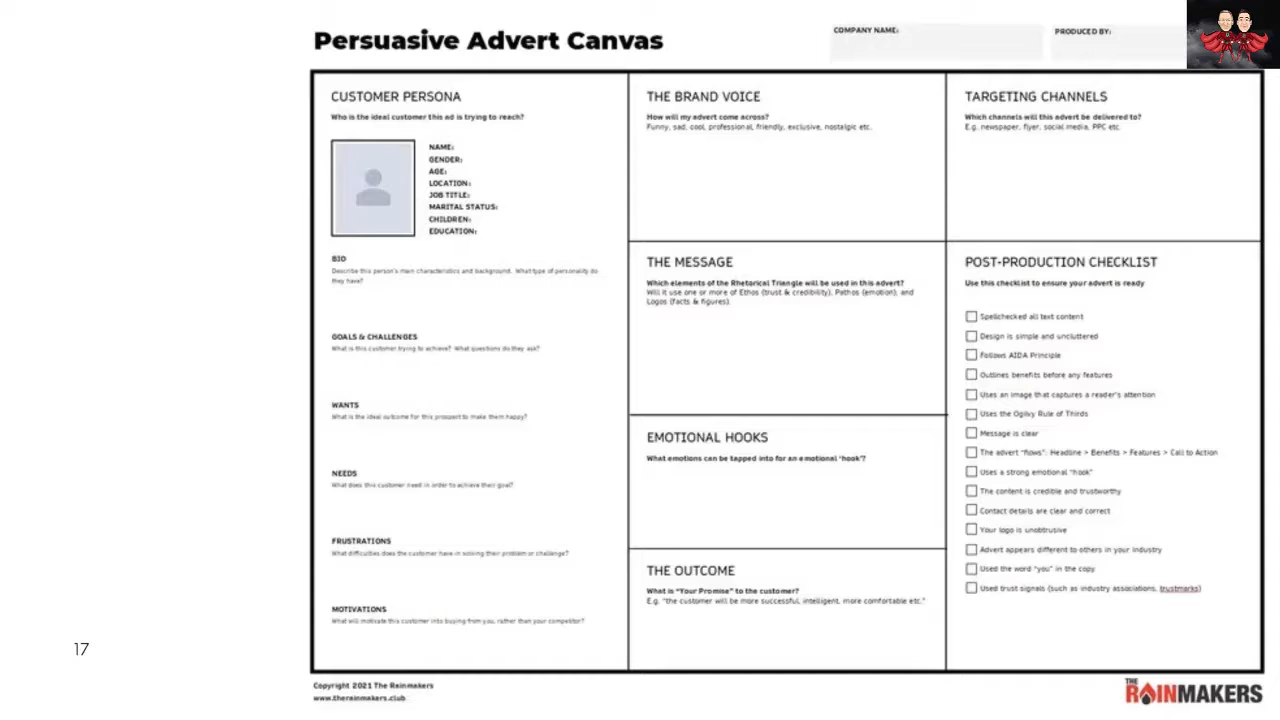 Persuasive Advert Canvas
COMPANY NAME:
PRODUCED BY:
CUSTOMER PERSONA
Who is the ideal customer this ad is trying to reach?
NAME:
GENDER:
AGE:
LOCATION:
JOB TITLE:
MARITAL STATUS:
CHILDREN:
EDUCATION:
BIO
Describe this person's main characteristics and background. What type of personality do
they have?
GOALS & CHALLENGES
What is this customer trying to achieve? What questions do they ask?
WANTS
What is the ideal outcome for this prospect to make them happy?
NEEDS
What does this customer need in order to achieve their goal?
FRUSTRATIONS
What difficulties does the customer have in solving their problem or challenge?
MOTIVATIONS
What will motivate this customer into buying from you, rather than your competitor?
THE BRAND VOICE
How will my advert come across?
Funny, sad, cool, professional, friendly, exclusive, nostalgic etc.
THE MESSAGE
Which elements of the Rhetorical Triangle will be used in this advert?
Will it use one or more of Ethos (trust & credibility), Pathos (emotion), and
Logos (facts & figures).
EMOTIONAL HOOKS
What emotions can be tapped into for an emotional "hook"?
THE OUTCOME
What is "Your Promise" to the customer?
E.g. "the customer will be more successful, intelligent, more comfortable etc."
TARGETING CHANNELS
Which channels will this advert be delivered to?
E.g. newspaper, flyer, social media, PPC etc.
POST-PRODUCTION CHECKLIST
Use this checklist to ensure your advert is ready
Spellchecked all text content
Design is simple and uncluttered
Follows AIDA Principle
Outlines benefits before any features
Uses an image that captures a reader's attention
Uses the Ogilvy Rule of Thirds
Message is clear
The advert "flows": Headline > Benefits > Features > Call to Action
Uses a strong emotional "hook"
The content is credible and trustworthy
Contact details are clear and correct
Your logo is unobtrusive
Advert appears different to others in your industry
Used the word "you" in the copy
Used trust signals (such as industry associations, trustmarks)
17
Copyright 2021 The Rainmakers
www.therainmakers.club
THE
RAINMAKERS